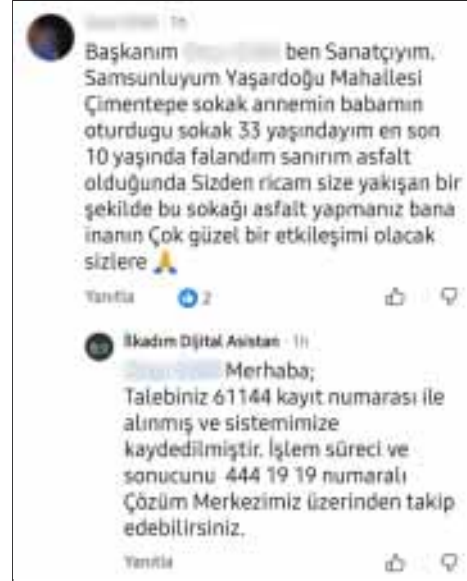 1h
Başkanım ben Sanatçıyım.
Samsunluyum Yaşardoğu Mahallesi
Çimentepe sokak annemin babamın
oturdugu sokak 33 yaşındayım en son
10 yaşında falandım sanırım asfalt
olduğunda Sizden ricam size yakışan bir
şekilde bu sokağı asfalt yapmanız bana
inanın Çok güzel bir etkileşimi olacak
sizlere 🙏
Yanıtla 2
İlkadım Dijital Asistan 1h
Merhaba;
Talebiniz 61144 kayıt numarası ile
alınmış ve sistemimize
kaydedilmiştir. İşlem süreci ve
sonucunu 444 19 19 numaralı
Çözüm Merkezimiz üzerinden takip
edebilirsiniz.
Yanıtla